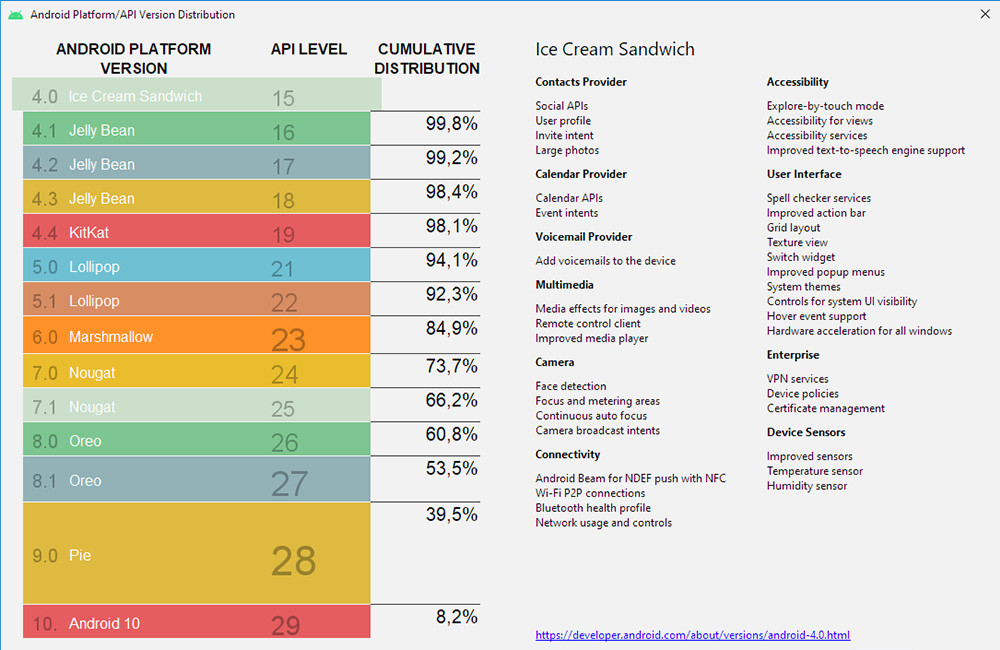 Android Platform/API Version Distribution
ANDROID PLATFORM
VERSION
API LEVEL
CUMULATIVE
DISTRIBUTION
4.0 Ice Cream Sandwich 15
99,8%
4.1 Jelly Bean 16
99,2%
4.2 Jelly Bean 17
98,4%
4.3 Jelly Bean 18
98,1%
4.4 KitKat 19
94,1%
5.0 Lollipop 21
92,3%
5.1 Lollipop 22
84,9%
6.0 Marshmallow 23
73,7%
7.0 Nougat 24
66,2%
7.1 Nougat 25
60,8%
8.0 Oreo 26
53,5%
8.1 Oreo 27
39,5%
9.0 Pie 28
8,2%
10. Android 10 29
Ice Cream Sandwich
Contacts Provider
Social APIs
User profile
Invite intent
Large photos
Calendar Provider
Calendar APIs
Event intents
Voicemail Provider
Add voicemails to the device
Multimedia
Media effects for images and videos
Remote control client
Improved media player
Camera
Face detection
Focus and metering areas
Continuous auto focus
Camera broadcast intents
Connectivity
Android Beam for NDEF push with NFC
Wi-Fi P2P connections
Bluetooth health profile
Network usage and controls
Accessibility
Explore-by-touch mode
Accessibility for views
Accessibility services
Improved text-to-speech engine support
User Interface
Spell checker services
Improved action bar
Grid layout
Texture view
Switch widget
Improved popup menus
System themes
Controls for system UI visibility
Hover event support
Hardware acceleration for all windows
Enterprise
VPN services
Device policies
Certificate management
Device Sensors
Improved sensors
Temperature sensor
Humidity sensor
https://developer.android.com/about/versions/android-4.0.html